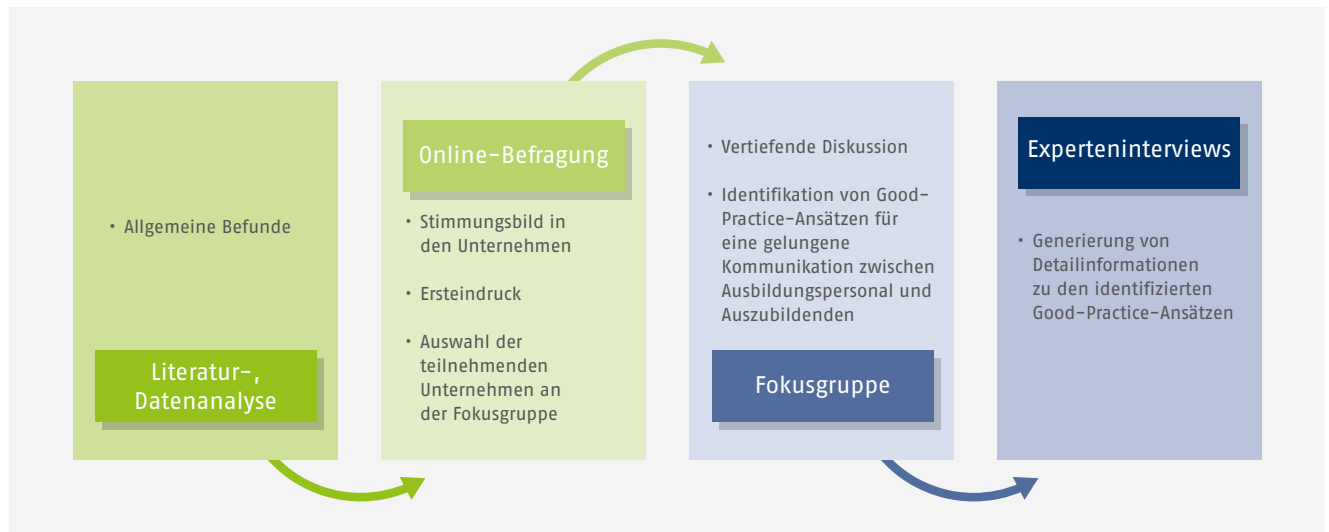 • Allgemeine Befunde
Literatur-,
Datenanalyse
Online-Befragung
• Stimmungsbild in
den Unternehmen
• Ersteindruck
• Auswahl der
teilnehmenden
Unternehmen an
der Fokusgruppe
• Vertiefende Diskussion
• Identifikation von Good-
Practice-Ansätzen für
eine gelungene
Kommunikation zwischen
Ausbildungspersonal und
Auszubildenden
Fokusgruppe
Experteninterviews
• Generierung von
Detailinformationen
zu den identifizierten
Good-Practice-Ansätzen